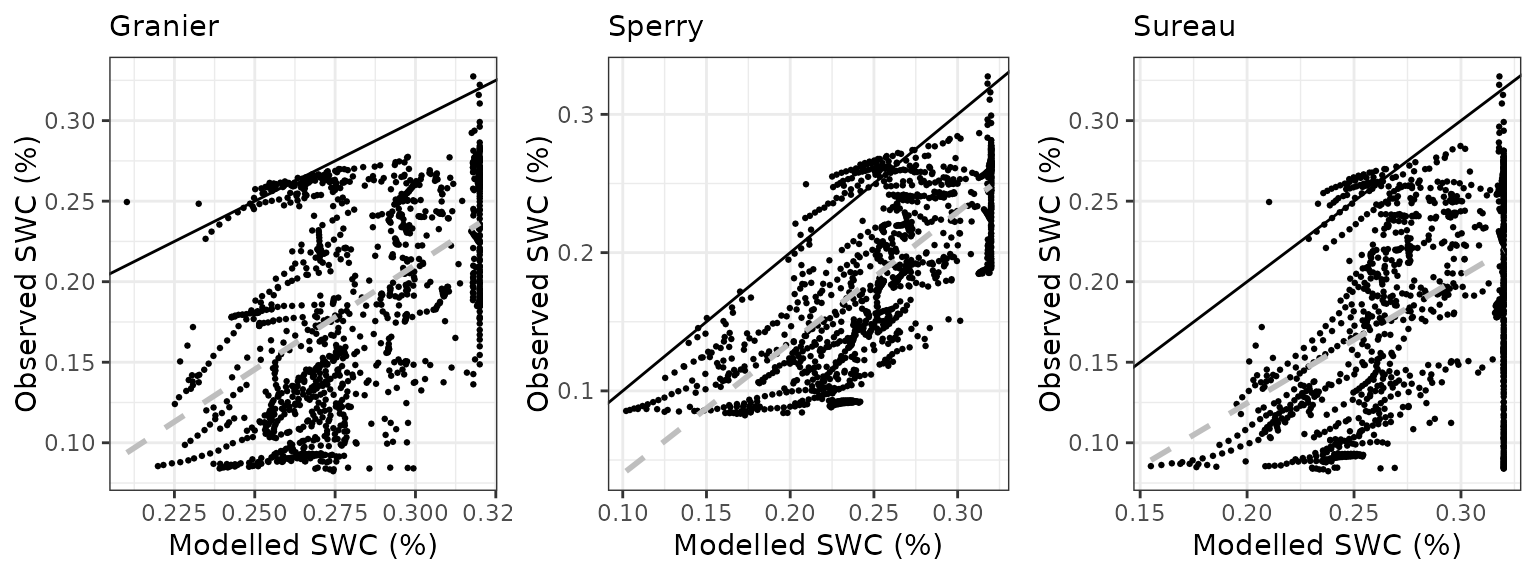 Granier
Sperry
Sureau
Observed SWC (%)
0.30
0.25
0.20
0.15
0.10
0.225 0.250 0.275 0.300 0.32
Modelled SWC (%)
Observed SWC (%)
0.3
0.2
0.1
0.10 0.15 0.20 0.25 0.30
Modelled SWC (%)
Observed SWC (%)
0.30
0.25
0.20
0.15
0.10
0.15 0.20 0.25 0.30
Modelled SWC (%)